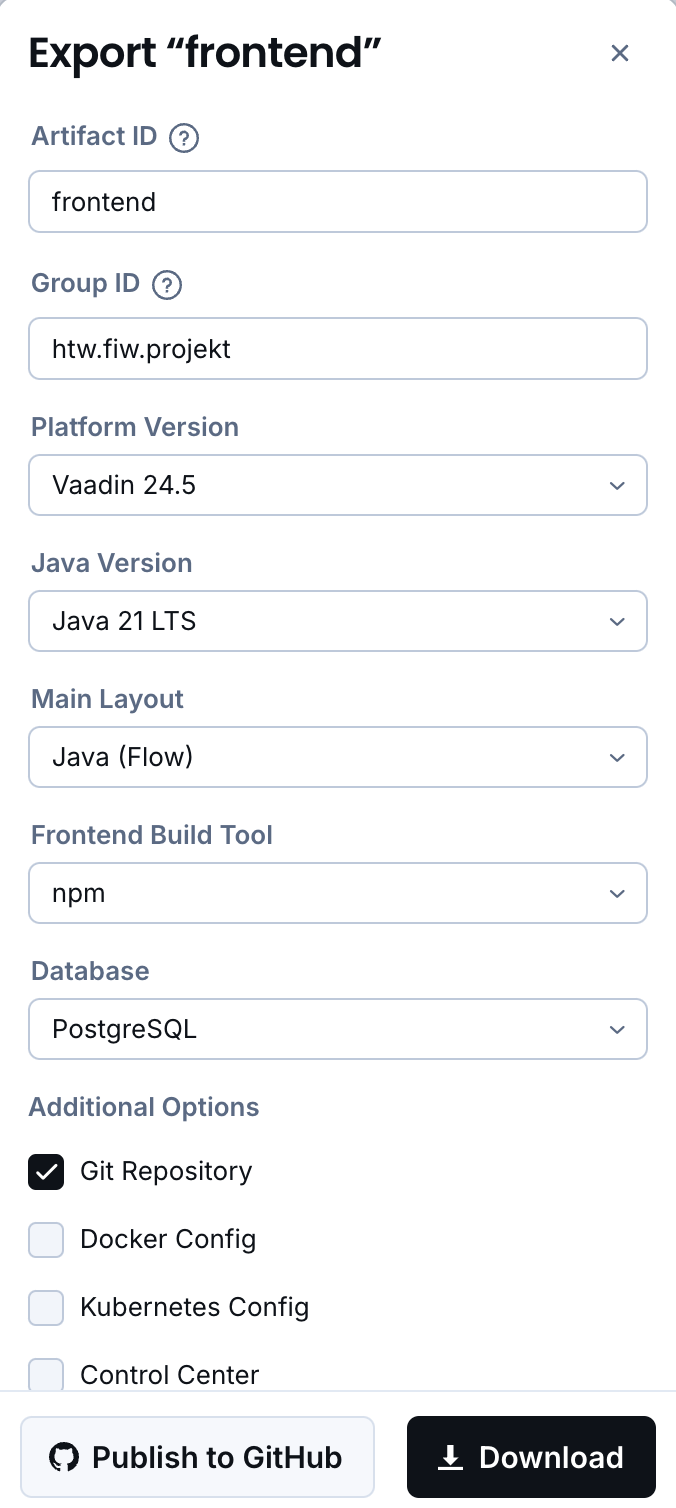 Export “frontend”
Artifact ID ?
frontend
Group ID ?
htw.fiw.projekt
Platform Version
Vaadin 24.5
Java Version
Java 21 LTS
Main Layout
Java (Flow)
Frontend Build Tool
npm
Database
PostgreSQL
Additional Options
Git Repository
Docker Config
Kubernetes Config
Control Center
Publish to GitHub
Download